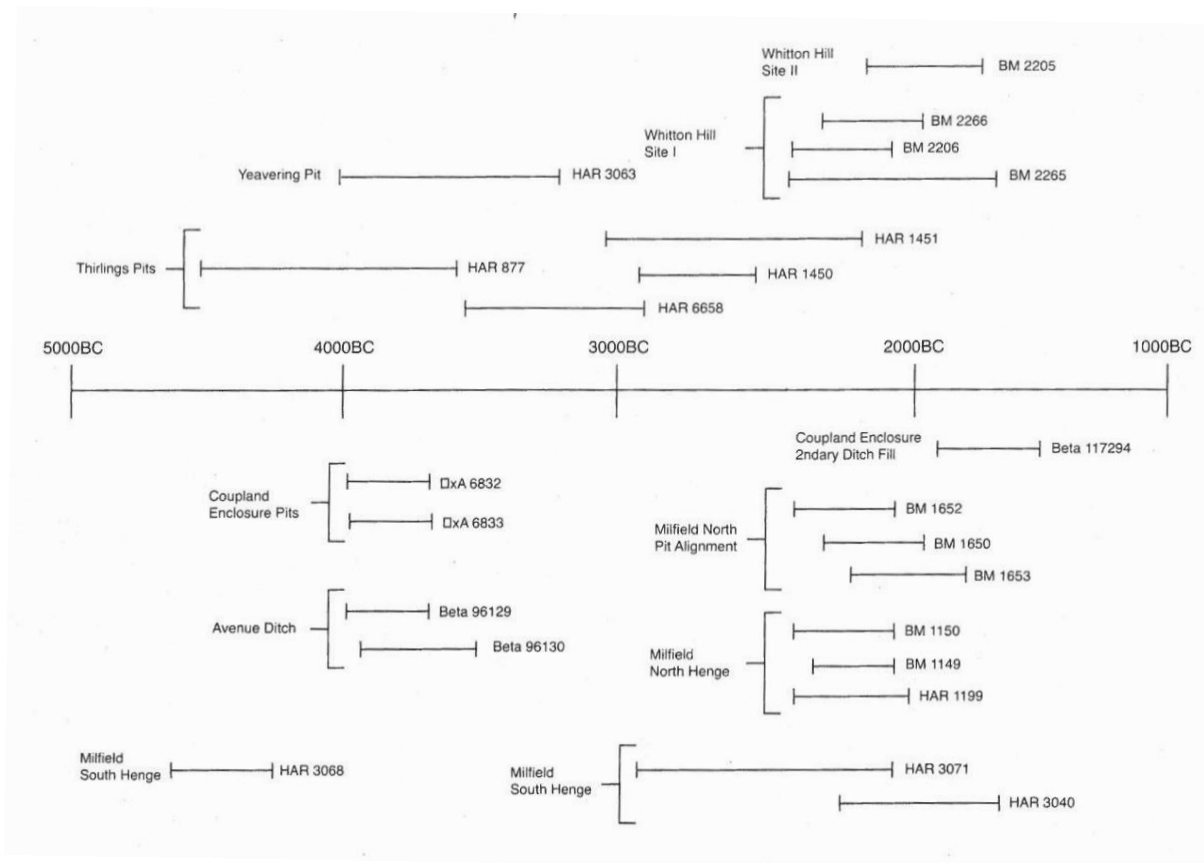 Whitton Hill
Site II
BM 2205
Whitton Hill
Site I
BM 2266
BM 2206
BM 2265
Yeavering Pit
HAR 3063
Thirlings Pits
HAR 1451
HAR 877
HAR 1450
HAR 6658
5000BC
4000BC
3000BC
2000BC
1000BC
Coupland Enclosure
2ndary Ditch Fill
Beta 117294
Coupland
Enclosure Pits
□xA 6832
□xA 6833
Milfield North
Pit Alignment
BM 1652
BM 1650
BM 1653
Avenue Ditch
Beta 96129
Beta 96130
Milfield
North Henge
BM 1150
BM 1149
HAR 1199
Milfield
South Henge
HAR 3068
Milfield
South Henge
HAR 3071
HAR 3040